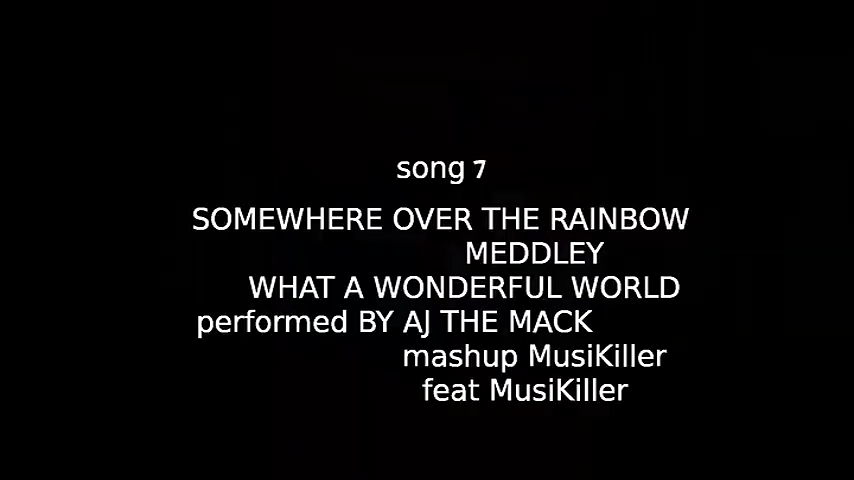 song 7
SOMEWHERE OVER THE RAINBOW
MEDDLEY
WHAT A WONDERFUL WORLD
performed BY AJ THE MACK
mashup MusiKiller
feat MusiKiller